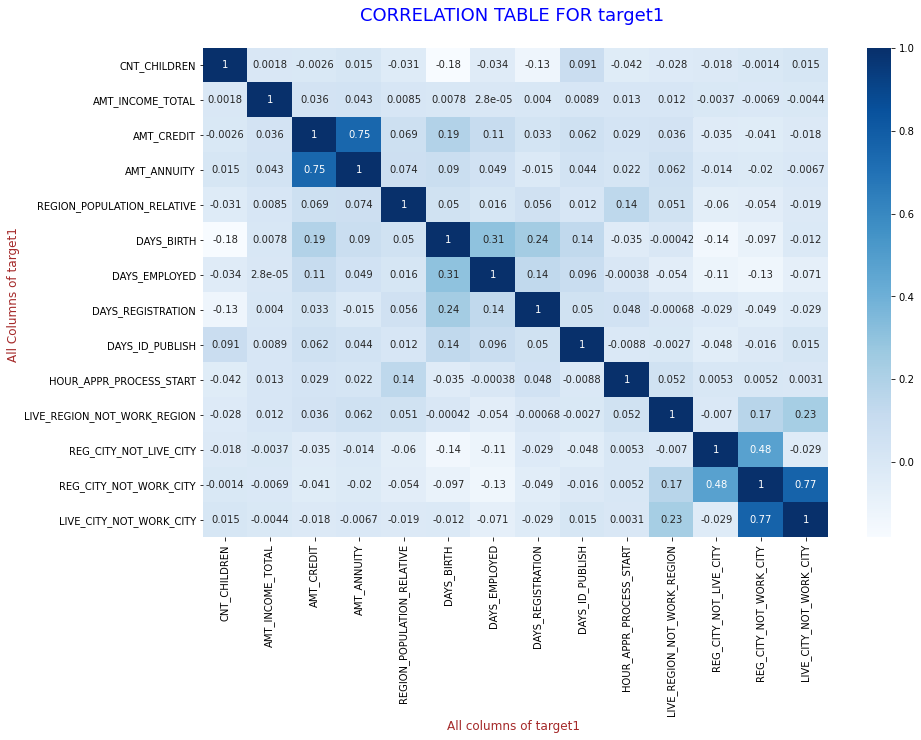 CORRELATION TABLE FOR target1
All Columns of target1
CNT_CHILDREN 1 0.0018 -0.0026 0.015 -0.031 -0.18 -0.034 -0.13 0.091 -0.042 -0.028 -0.018 -0.0014 0.015
AMT_INCOME_TOTAL 0.0018 1 0.036 0.043 0.0085 0.0078 2.8e-05 0.004 0.0089 0.013 0.012 -0.0037 -0.0069 -0.0044
AMT_CREDIT -0.0026 0.036 1 0.75 0.069 0.19 0.11 0.033 0.062 0.029 0.036 -0.035 -0.041 -0.018
AMT_ANNUITY 0.015 0.043 0.75 1 0.074 0.09 0.049 -0.015 0.044 0.022 0.062 -0.014 -0.02 -0.0067
REGION_POPULATION_RELATIVE -0.031 0.0085 0.069 0.074 1 0.05 0.016 0.056 0.012 0.14 0.051 -0.06 -0.054 -0.019
DAYS_BIRTH -0.18 0.0078 0.19 0.09 0.05 1 0.31 0.24 0.14 -0.035 -0.00042 -0.14 -0.097 -0.012
DAYS_EMPLOYED -0.034 2.8e-05 0.11 0.049 0.016 0.31 1 0.14 0.096 -0.00038 -0.054 -0.11 -0.13 -0.071
DAYS_REGISTRATION -0.13 0.004 0.033 -0.015 0.056 0.24 0.14 1 0.05 0.048 -0.00068 -0.029 -0.049 -0.029
DAYS_ID_PUBLISH 0.091 0.0089 0.062 0.044 0.012 0.14 0.096 0.05 1 -0.0088 -0.0027 -0.048 -0.016 0.015
HOUR_APPR_PROCESS_START -0.042 0.013 0.029 0.022 0.14 -0.035 -0.00038 0.048 -0.0088 1 0.052 0.0053 0.0052 0.0031
LIVE_REGION_NOT_WORK_REGION -0.028 0.012 0.036 0.062 0.051 -0.00042 -0.054 -0.00068 -0.0027 0.052 1 -0.007 0.17 0.23
REG_CITY_NOT_LIVE_CITY -0.018 -0.0037 -0.035 -0.014 -0.06 -0.14 -0.11 -0.029 -0.048 0.0053 -0.007 1 0.48 -0.029
REG_CITY_NOT_WORK_CITY -0.0014 -0.0069 -0.041 -0.02 -0.054 -0.097 -0.13 -0.049 -0.016 0.0052 0.17 0.48 1 0.77
LIVE_CITY_NOT_WORK_CITY 0.015 -0.0044 -0.018 -0.0067 -0.019 -0.012 -0.071 -0.029 0.015 0.0031 0.23 -0.029 0.77 1
CNT_CHILDREN
AMT_INCOME_TOTAL
AMT_CREDIT
AMT_ANNUITY
REGION_POPULATION_RELATIVE
DAYS_BIRTH
DAYS_EMPLOYED
DAYS_REGISTRATION
DAYS_ID_PUBLISH
HOUR_APPR_PROCESS_START
LIVE_REGION_NOT_WORK_REGION
REG_CITY_NOT_LIVE_CITY
REG_CITY_NOT_WORK_CITY
LIVE_CITY_NOT_WORK_CITY
All columns of target1
1.0
0.8
0.6
0.4
0.2
0.0